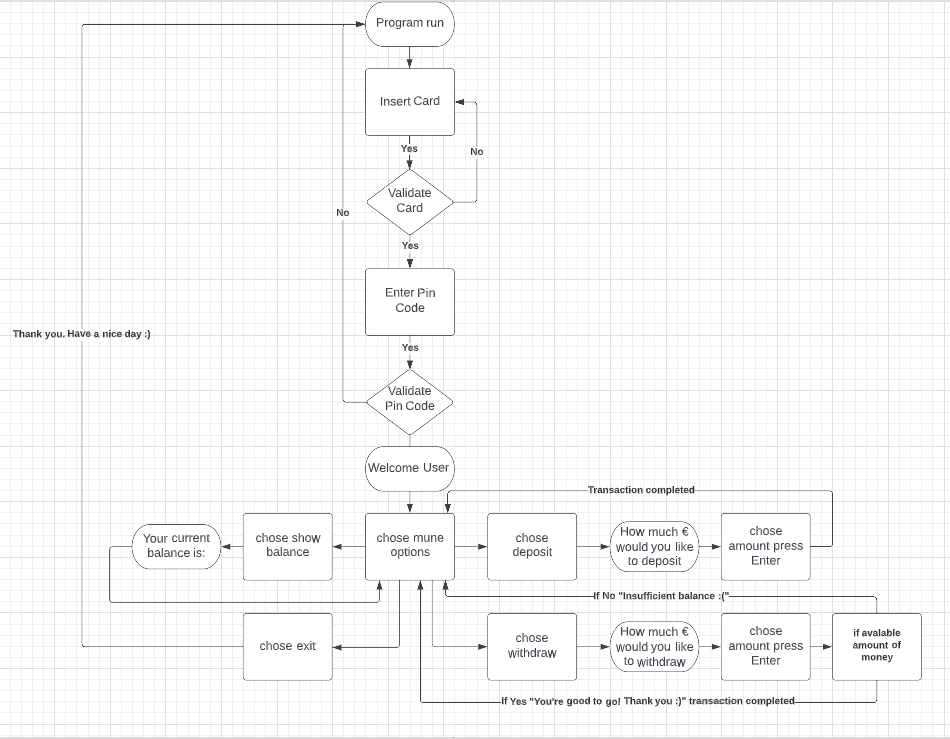 Program run
Insert Card
Yes
No
Validate
Card
No
Yes
Enter Pin
Code
Thank you. Have a nice day :)
Yes
Validate
Pin Code
Welcome User
Transaction completed
Your current
balance is:
chose show
balance
chose mune
options
chose
deposit
How much €
would you like
to deposit
chose
amount press
Enter
If No "Insufficient balance :("
chose exit
chose
withdraw
How much €
would you like
to withdraw
chose
amount press
Enter
if avalable
amount of
money
If Yes "You're good to go! Thank you :)" transaction completed